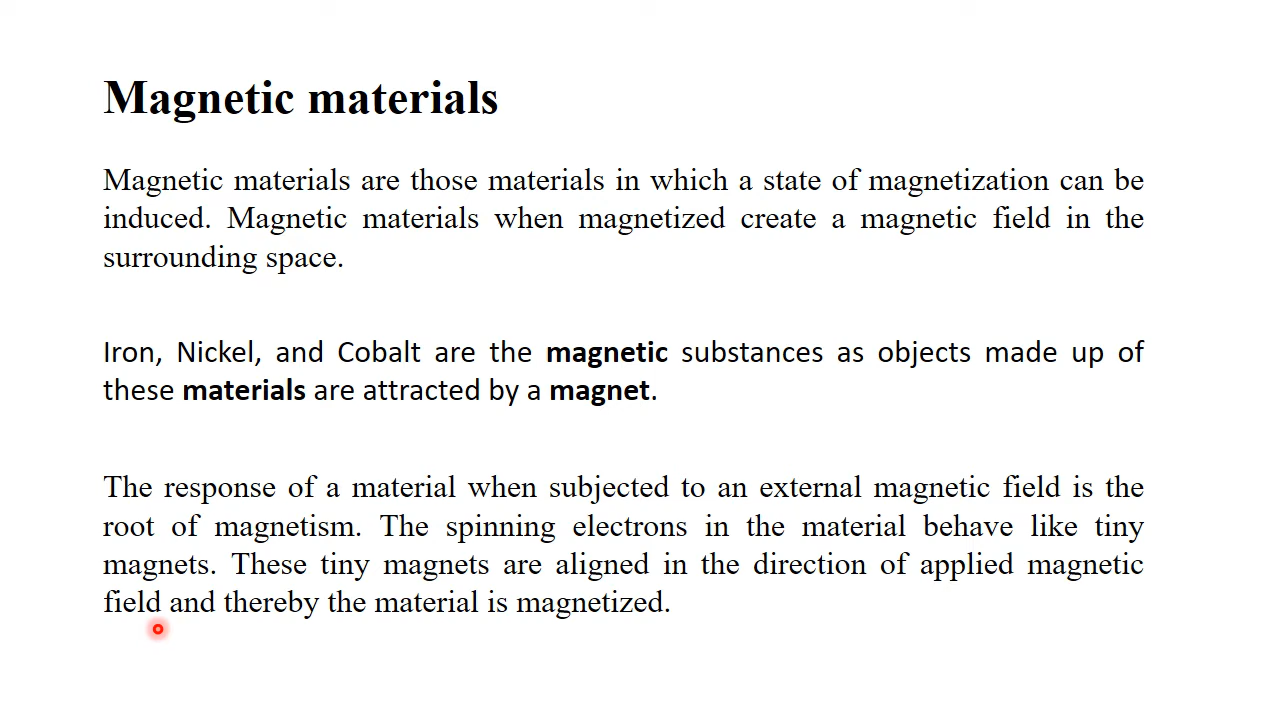 Magnetic materials
Magnetic materials are those materials in which a state of magnetization can be
induced. Magnetic materials when magnetized create a magnetic field in the
surrounding space.
Iron, Nickel, and Cobalt are the magnetic substances as objects made up of
these materials are attracted by a magnet.
The response of a material when subjected to an external magnetic field is the
root of magnetism. The spinning electrons in the material behave like tiny
magnets. These tiny magnets are aligned in the direction of applied magnetic
field and thereby the material is magnetized.